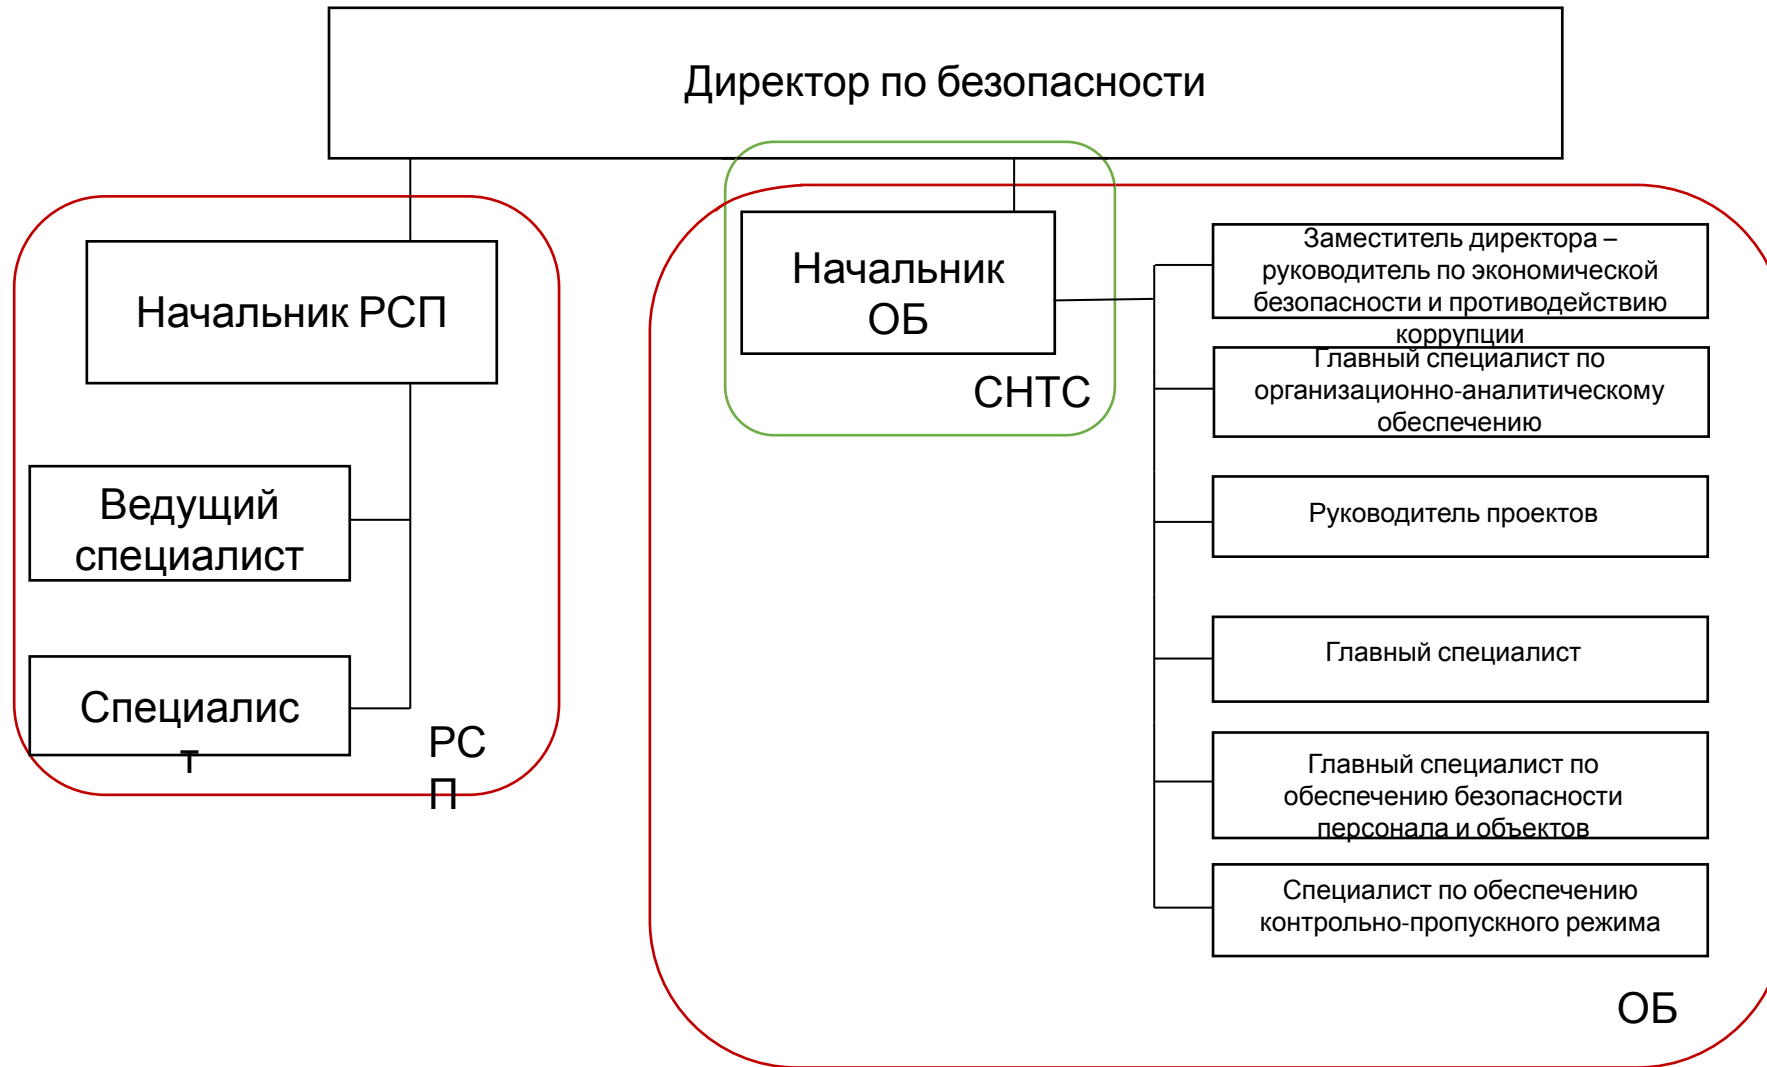 Директор по безопасности
Начальник РСП
Ведущий
специалист
Специалис
т
РС
П
Начальник
ОБ
СНТС
Заместитель директора –
руководитель по экономической
безопасности и противодействию
коррупции
Главный специалист по
организационно-аналитическому
обеспечению
Руководитель проектов
Главный специалист
Главный специалист по
обеспечению безопасности
персонала и объектов
Специалист по обеспечению
контрольно-пропускного режима
ОБ